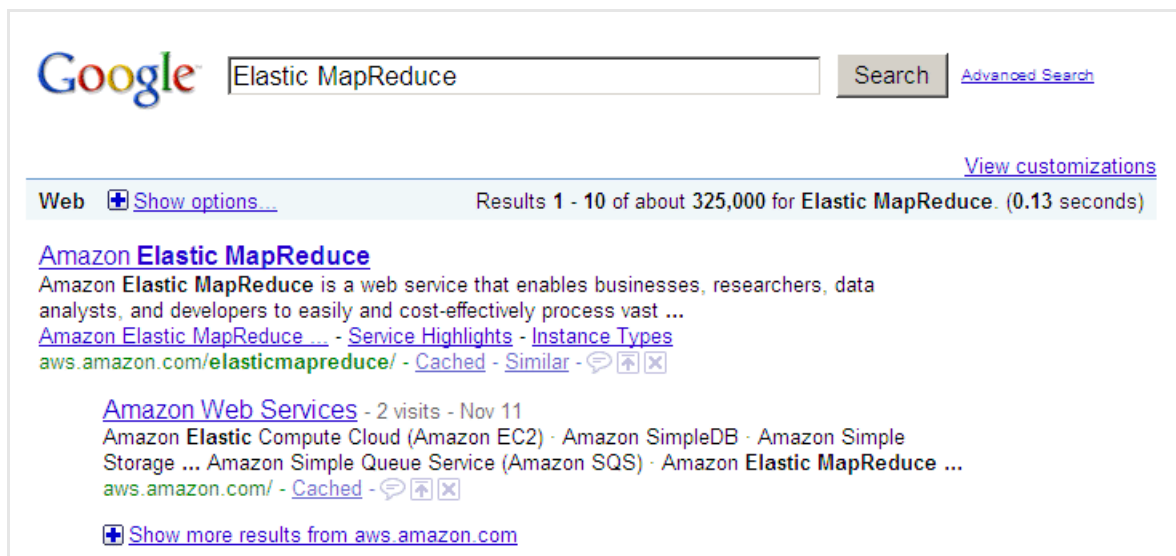 Google Elastic MapReduce Search Advanced Search
View customizations
Web Show options... Results 1 - 10 of about 325,000 for Elastic MapReduce. (0.13 seconds)
Amazon Elastic MapReduce
Amazon Elastic MapReduce is a web service that enables businesses, researchers, data
analysts, and developers to easily and cost-effectively process vast ...
Amazon Elastic MapReduce ... - Service Highlights - Instance Types
aws.amazon.com/elasticmapreduce/ - Cached - Similar -
Amazon Web Services - 2 visits - Nov 11
Amazon Elastic Compute Cloud (Amazon EC2) · Amazon SimpleDB · Amazon Simple
Storage ... Amazon Simple Queue Service (Amazon SQS) · Amazon Elastic MapReduce ...
aws.amazon.com/ - Cached -
Show more results from aws.amazon.com